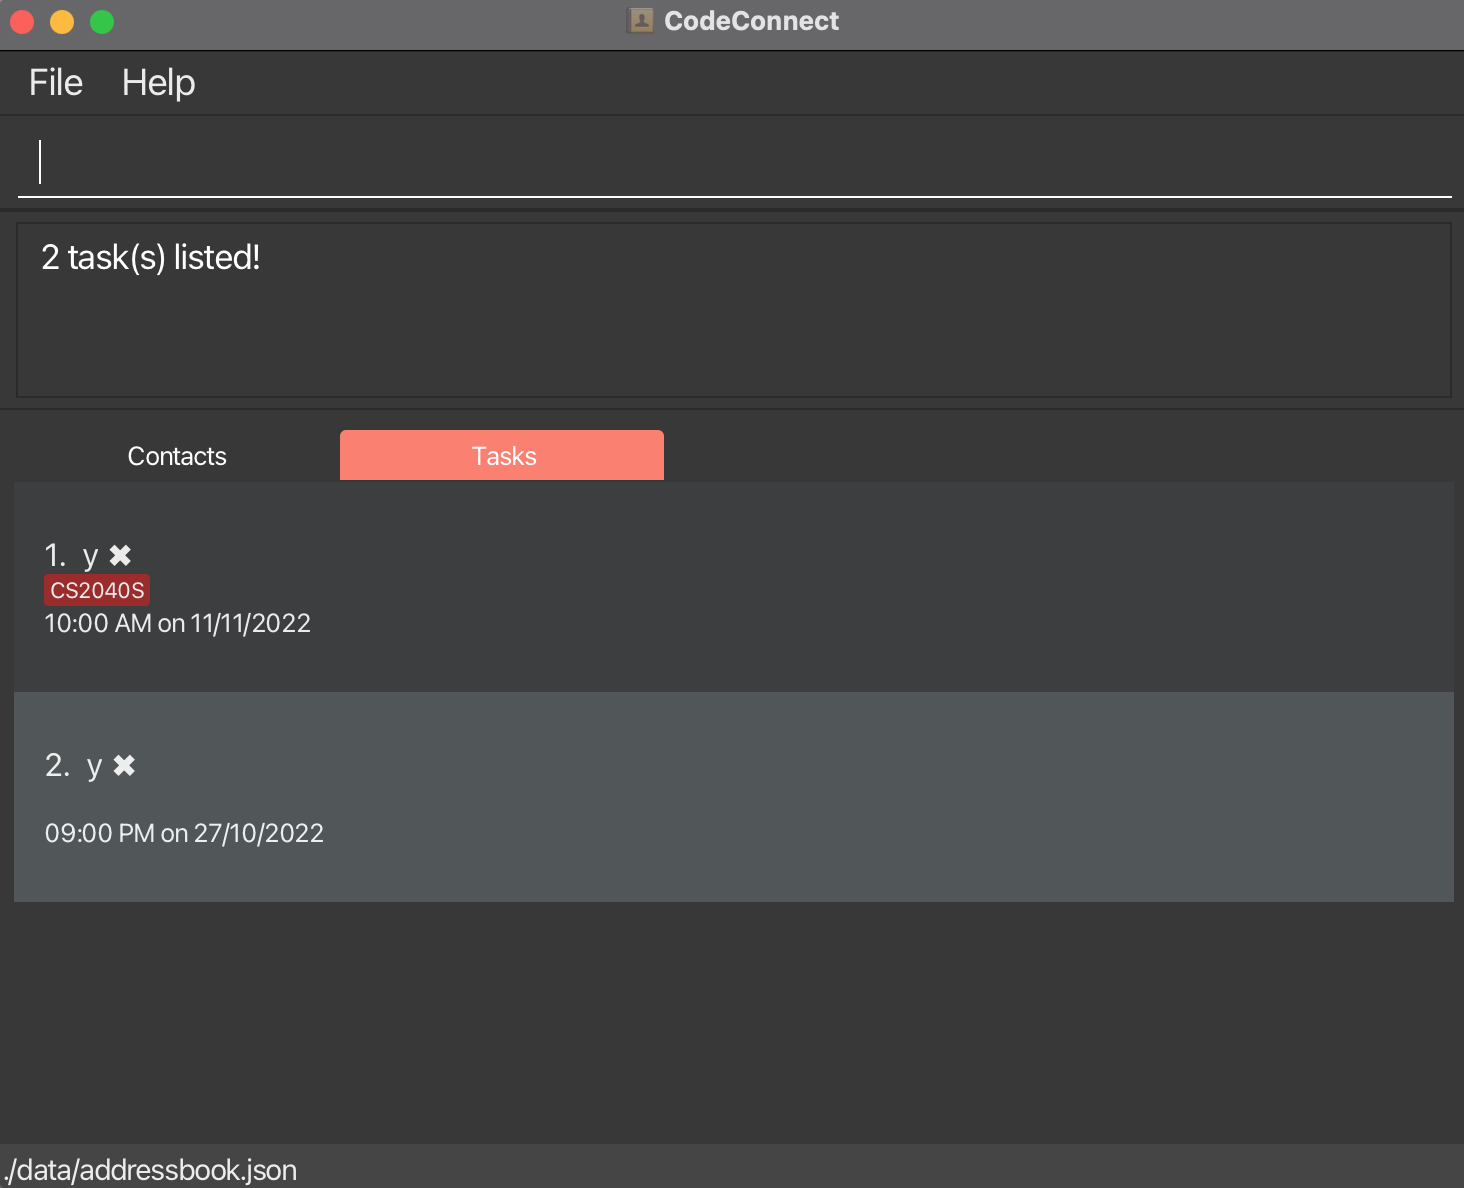 CodeConnect
File Help
2 task(s) listed!
Contacts Tasks
1. y ✖
CS2040S
10:00 AM on 11/11/2022
2. y ✖
09:00 PM on 27/10/2022
./data/addressbook.json